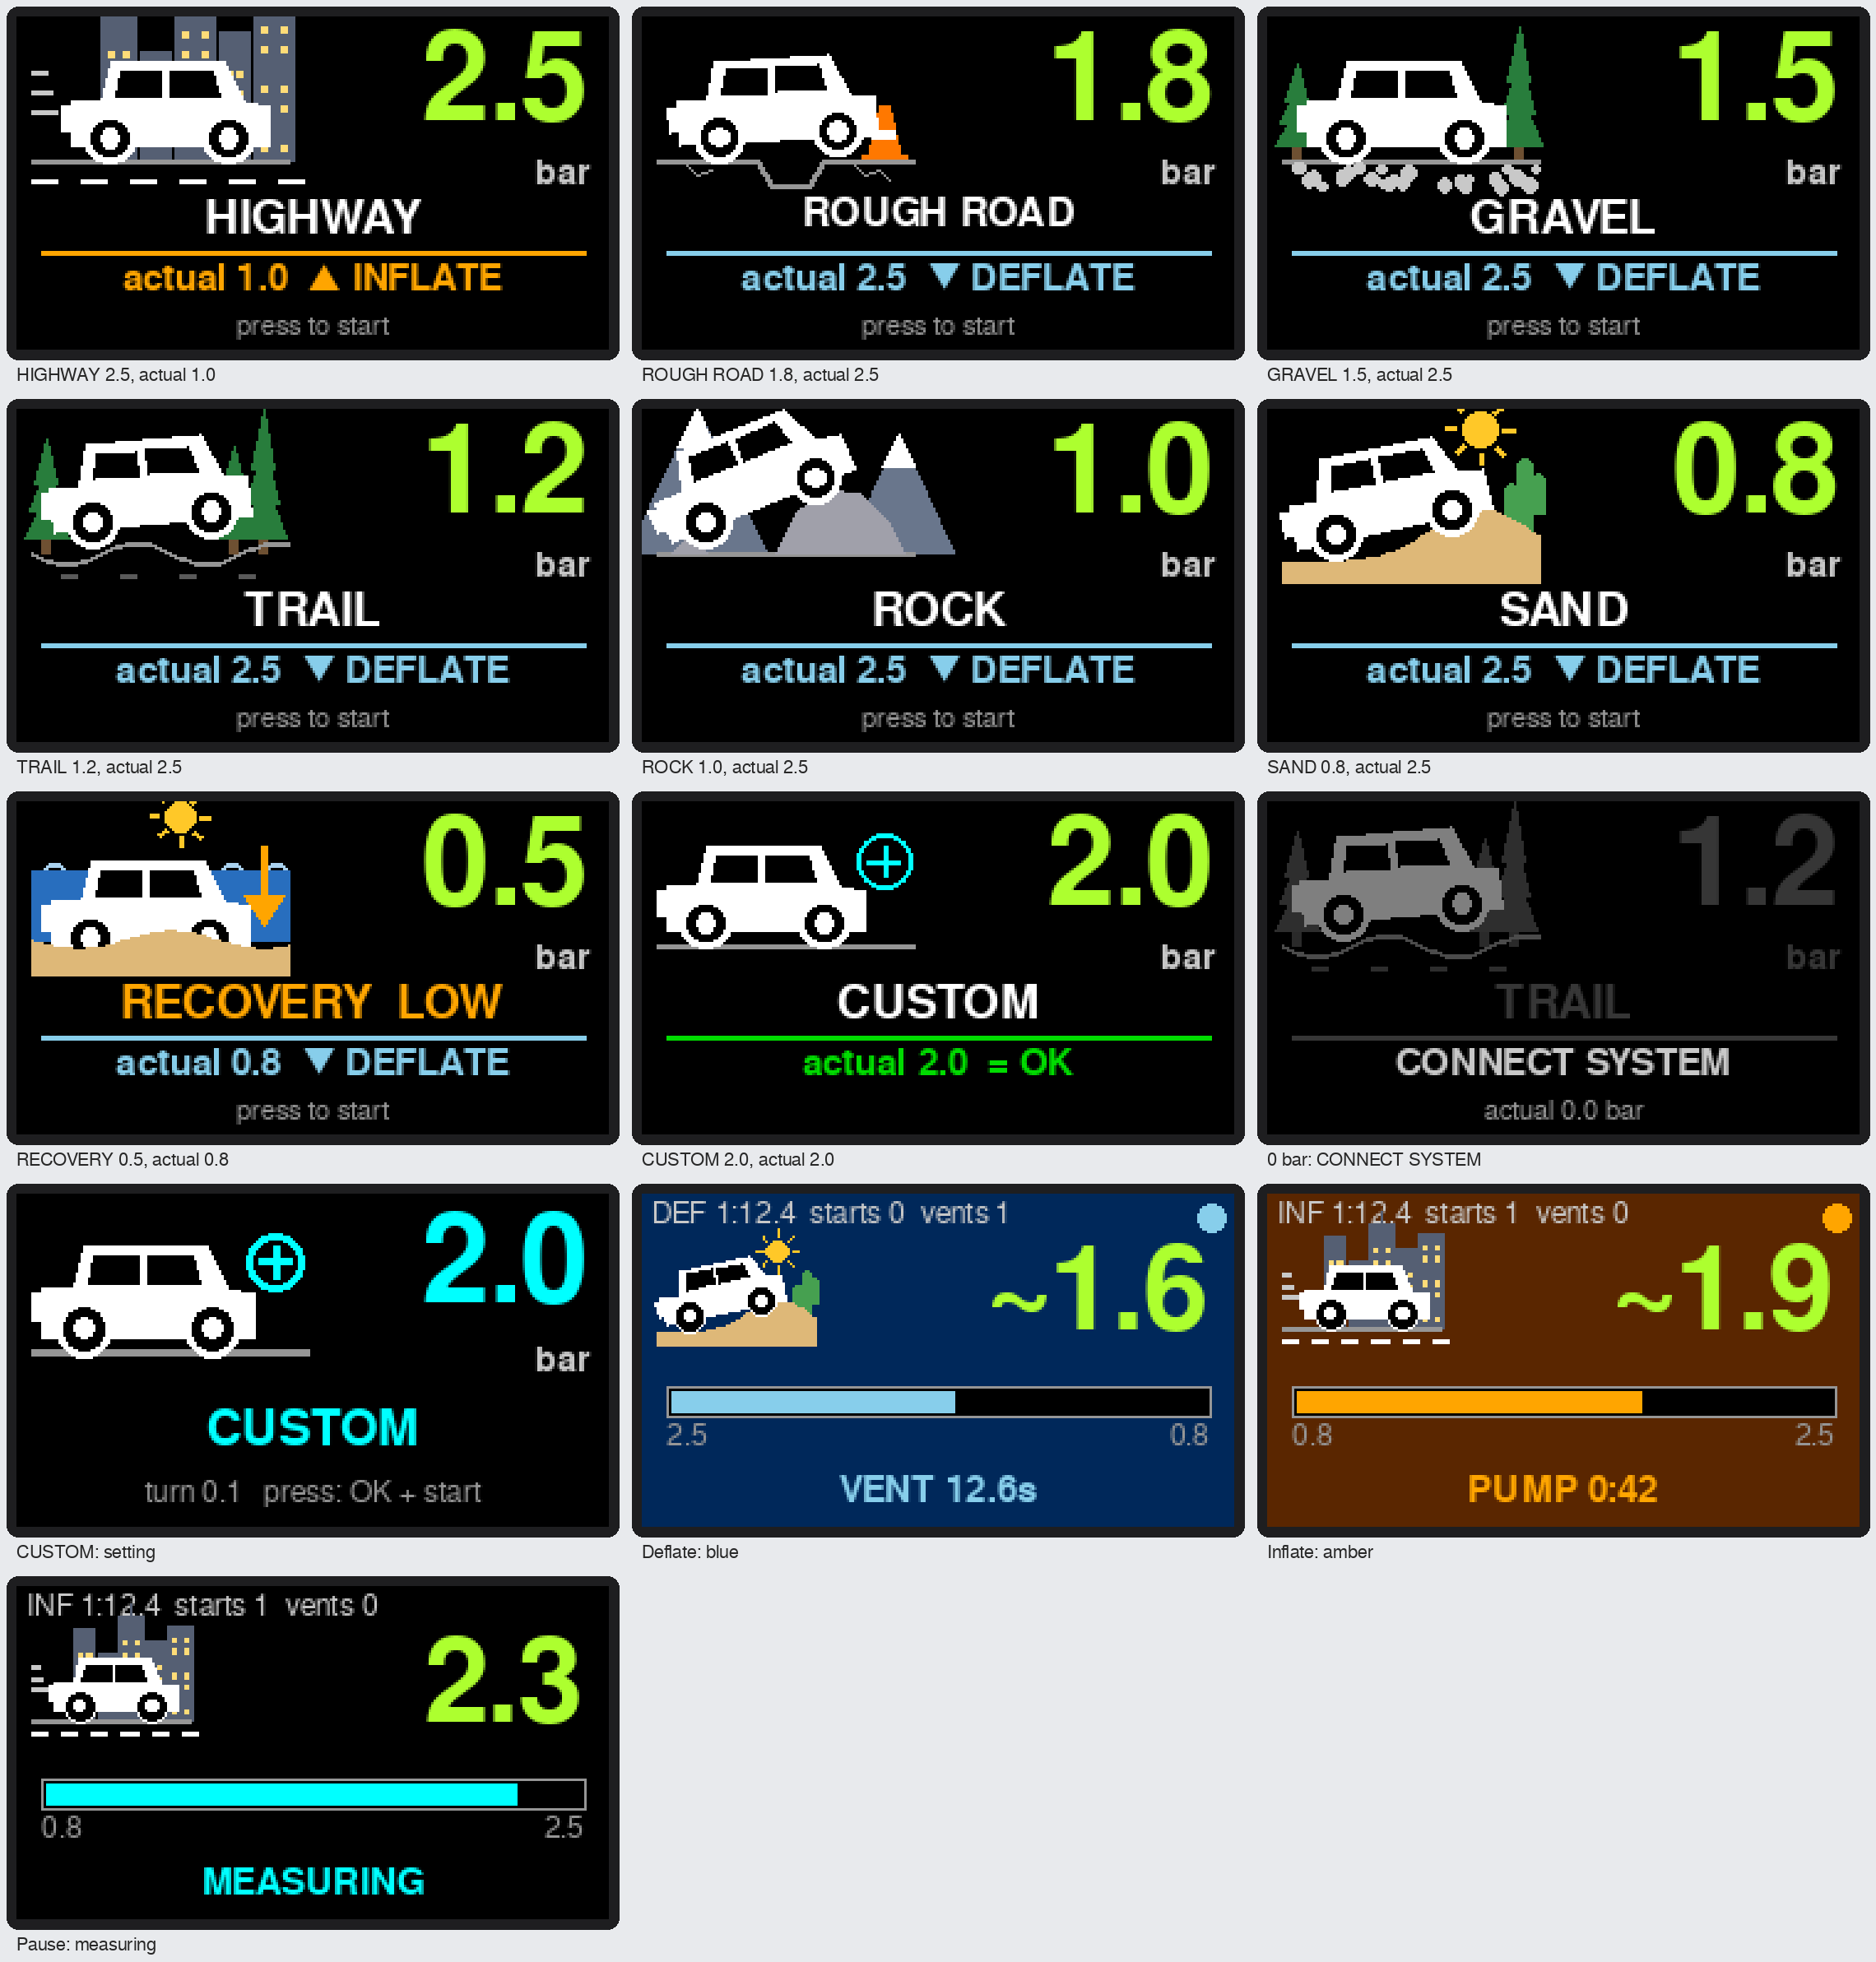 2.5
bar
HIGHWAY
actual 1.0 ▲ INFLATE
press to start
HIGHWAY 2.5, actual 1.0
1.8
bar
ROUGH ROAD
actual 2.5 ▼ DEFLATE
press to start
ROUGH ROAD 1.8, actual 2.5
1.5
bar
GRAVEL
actual 2.5 ▼ DEFLATE
press to start
GRAVEL 1.5, actual 2.5
1.2
bar
TRAIL
actual 2.5 ▼ DEFLATE
press to start
TRAIL 1.2, actual 2.5
1.0
bar
ROCK
actual 2.5 ▼ DEFLATE
press to start
ROCK 1.0, actual 2.5
0.8
bar
SAND
actual 2.5 ▼ DEFLATE
press to start
SAND 0.8, actual 2.5
0.5
bar
RECOVERY LOW
actual 0.8 ▼ DEFLATE
press to start
RECOVERY 0.5, actual 0.8
2.0
bar
CUSTOM
actual 2.0 = OK
CUSTOM 2.0, actual 2.0
1.2
bar
TRAIL
CONNECT SYSTEM
actual 0.0 bar
0 bar: CONNECT SYSTEM
2.0
bar
CUSTOM
turn 0.1 press: OK + start
CUSTOM: setting
DEF 1:12.4 starts 0 vents 1
~1.6
2.5 0.8
VENT 12.6s
Deflate: blue
INF 1:12.4 starts 1 vents 0
~1.9
0.8 2.5
PUMP 0:42
Inflate: amber
INF 1:12.4 starts 1 vents 0
2.3
0.8 2.5
MEASURING
Pause: measuring